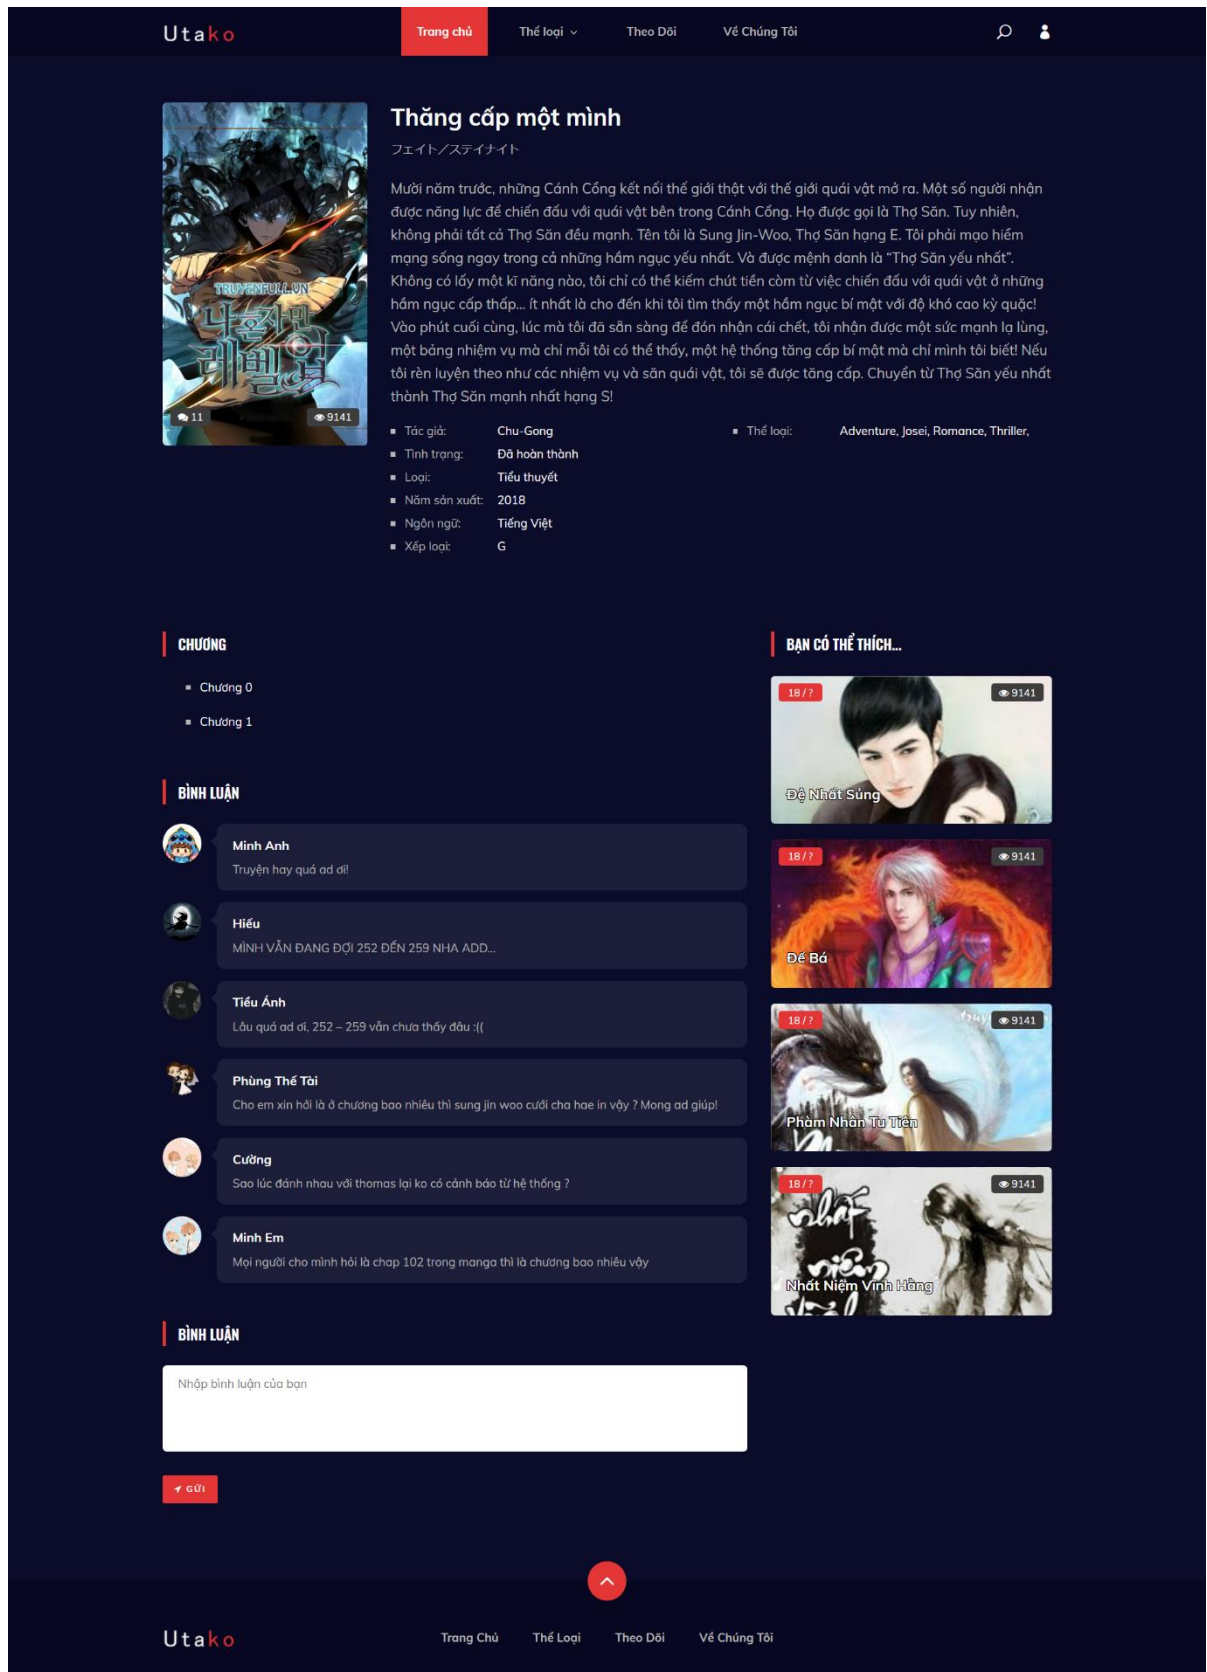 Utako
Trang chủ
Thể loại
Theo Dõi
Về Chúng Tôi
Thăng cấp một mình
フェイト／ステイナイト
Mười năm trước, những Cánh Cổng kết nối thế giới thật với thế giới quái vật mở ra. Một số người nhận
được năng lực để chiến đấu với quái vật bên trong Cánh Cổng. Họ được gọi là Thợ Săn. Tuy nhiên,
không phải tất cả Thợ Săn đều mạnh. Tên tôi là Sung Jin-Woo, Thợ Săn hạng E. Tôi phải mạo hiểm
mạng sống ngay trong cả những hầm ngục yếu nhất. Và được mệnh danh là “Thợ Săn yếu nhất”.
Không có lấy một kĩ năng nào, tôi chỉ có thể kiếm chút tiền còm từ việc chiến đấu với quái vật ở những
hầm ngục cấp thấp... ít nhất là cho đến khi tôi tìm thấy một hầm ngục bí mật với độ khó cao kỳ quặc!
Vào phút cuối cùng, lúc mà tôi đã sẵn sàng để đón nhận cái chết, tôi nhận được một sức mạnh lạ lùng,
một bảng nhiệm vụ mà chỉ mỗi tôi có thể thấy, một hệ thống tăng cấp bí mật mà chỉ mình tôi biết! Nếu
tôi rèn luyện theo như các nhiệm vụ và săn quái vật, tôi sẽ được tăng cấp. Chuyển từ Thợ Săn yếu nhất
thành Thợ Săn mạnh nhất hạng S!
TRUYENFULL.VN
나 혼자만
레벨업
11
9141
Tác giả: Chu-Gong
Tình trạng: Đã hoàn thành
Loại: Tiểu thuyết
Năm sản xuất: 2018
Ngôn ngữ: Tiếng Việt
Xếp loại: G
Thể loại: Adventure, Josei, Romance, Thriller,
CHƯƠNG
Chương 0
Chương 1
BÌNH LUẬN
Minh Anh
Truyện hay quá ad ơi!
Hiếu
MÌNH VẪN ĐANG ĐỢI 252 ĐẾN 259 NHA ADD...
Tiểu Ánh
Lâu quá ad ơi, 252 – 259 vẫn chưa thấy đâu :((
Phùng Thế Tài
Cho em xin hỏi là ở chương bao nhiêu thì sung jin woo cưới cha hae in vậy ? Mong ad giúp!
Cường
Sao lúc đánh nhau với thomas lại ko có cảnh báo từ hệ thống ?
Minh Em
Mọi người cho mình hỏi là chap 102 trong manga thì là chương bao nhiêu vậy
BÌNH LUẬN
Nhập bình luận của bạn
GỬI
BẠN CÓ THỂ THÍCH...
18 / ?
9141
Đệ Nhất Sủng
18 / ?
9141
Đế Bá
18 / ?
9141
Phàm Nhân Tu Tiên
18 / ?
9141
nhất
niệm
Nhất Niệm Vĩnh Hằng
Utako
Trang Chủ
Thể Loại
Theo Dõi
Về Chúng Tôi